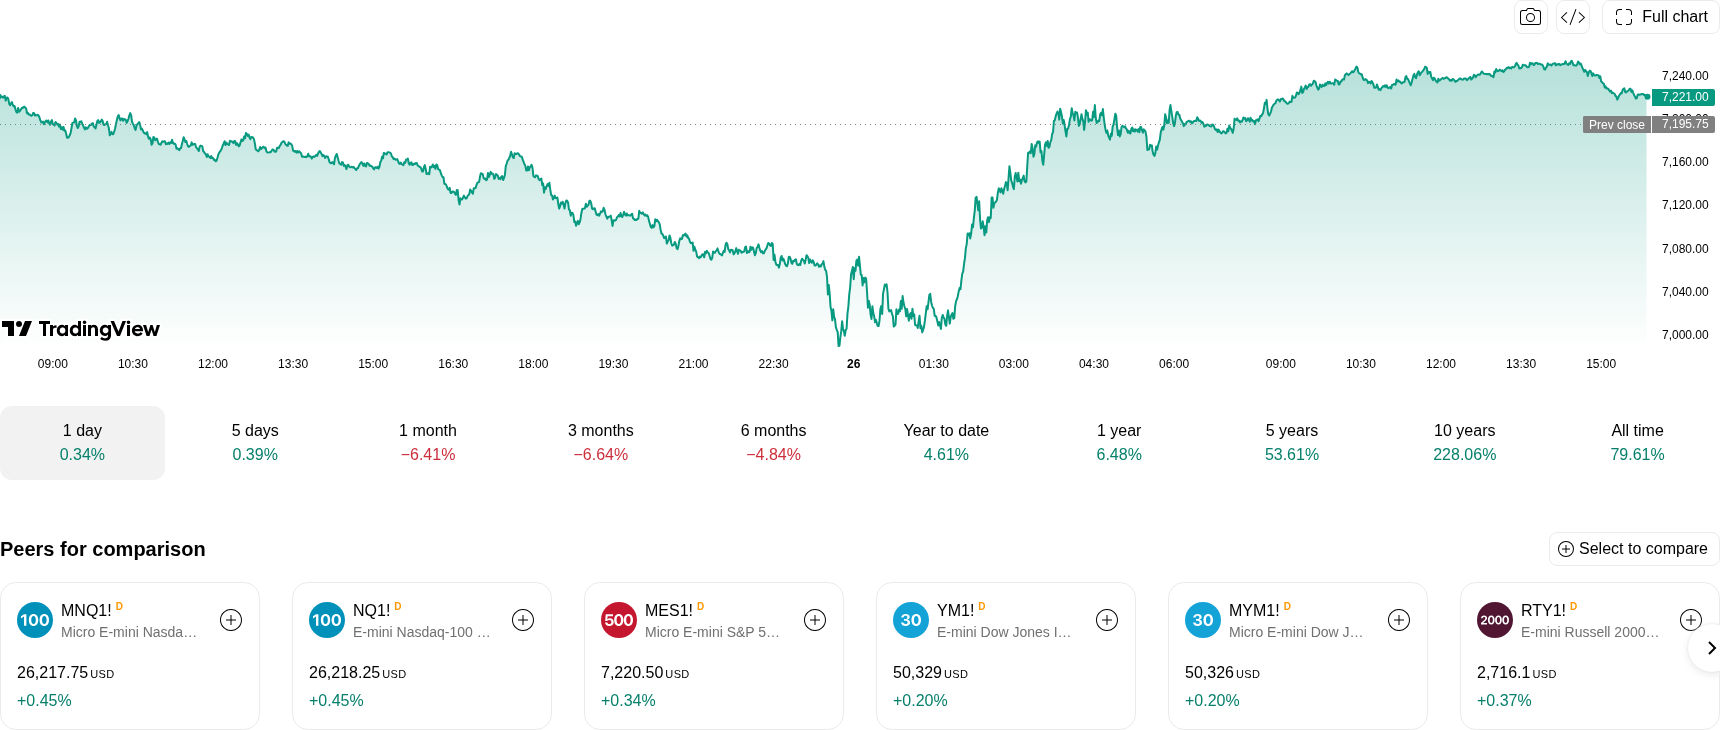 Full chart
7,240.00
7,221.00
Prev close 7,195.75
7,160.00
7,120.00
7,080.00
7,040.00
7,000.00
TradingView
09:00 10:30 12:00 13:30 15:00 16:30 18:00 19:30 21:00 22:30 26 01:30 03:00 04:30 06:00 09:00 10:30 12:00 13:30 15:00
1 day 5 days 1 month 3 months 6 months Year to date 1 year 5 years 10 years All time
0.34% 0.39% −6.41% −6.64% −4.84% 4.61% 6.48% 53.61% 228.06% 79.61%
Peers for comparison
Select to compare
100 MNQ1! D
Micro E-mini Nasda…
26,217.75 USD
+0.45%
100 NQ1! D
E-mini Nasdaq-100 …
26,218.25 USD
+0.45%
500 MES1! D
Micro E-mini S&P 5…
7,220.50 USD
+0.34%
30 YM1! D
E-mini Dow Jones I…
50,329 USD
+0.20%
30 MYM1! D
Micro E-mini Dow J…
50,326 USD
+0.20%
2000 RTY1! D
E-mini Russell 2000…
2,716.1 USD
+0.37%